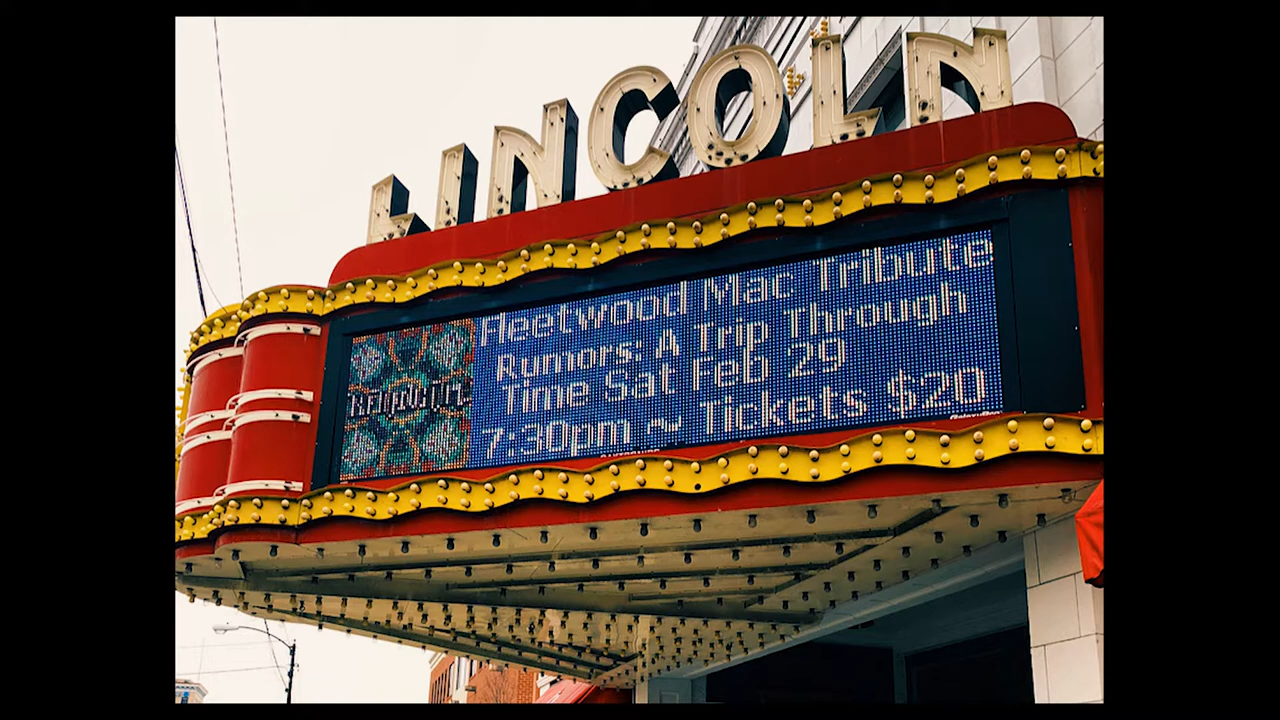 LINCOLN
Fleetwood Mac Tribute
Rumors A Trip Through
Time Sat Feb 29
7:30pm ~ Tickets $20